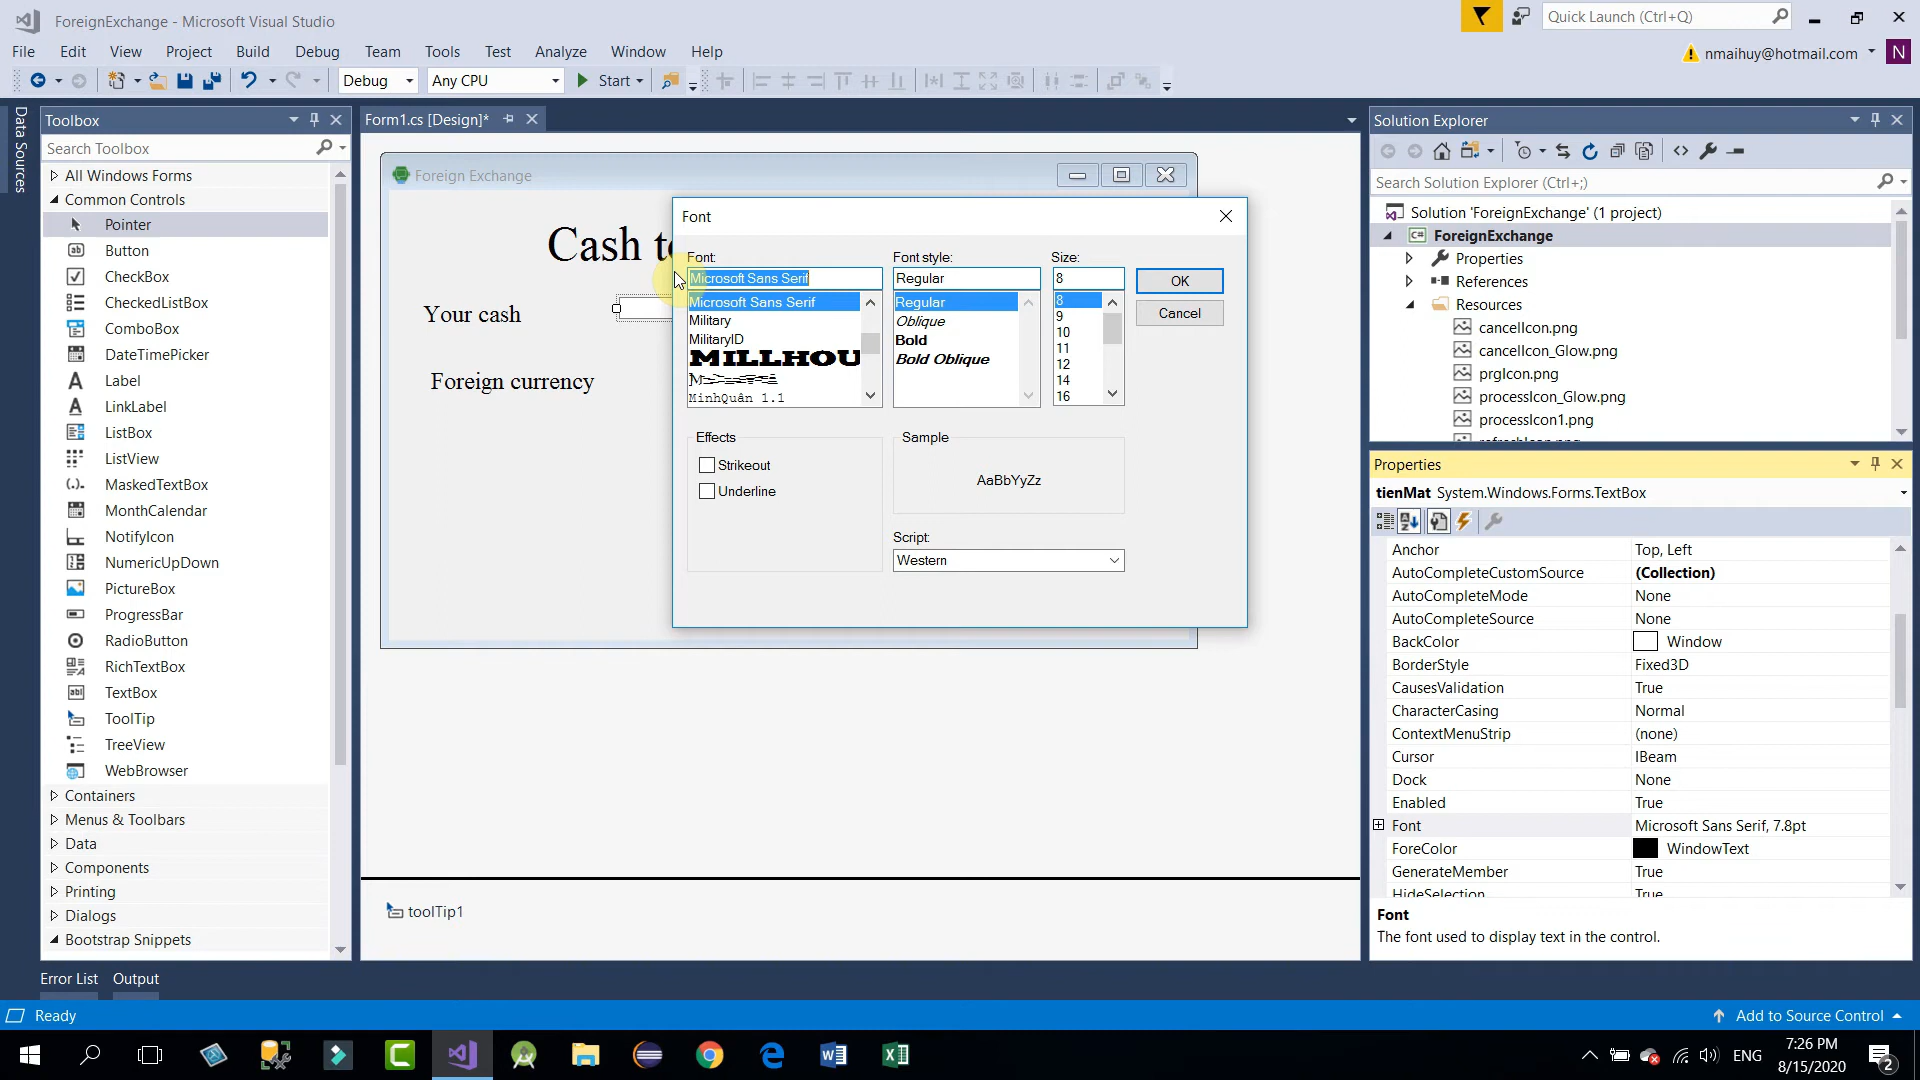 ForeignExchange - Microsoft Visual Studio
Quick Launch (Ctrl+Q)
File Edit View Project Build Debug Team Tools Test Analyze Window Help
nmaihuy@hotmail.com N
Debug Any CPU Start
Data Sources
Toolbox
Search Toolbox
All Windows Forms
Common Controls
Pointer
Button
CheckBox
CheckedListBox
ComboBox
DateTimePicker
Label
LinkLabel
ListBox
ListView
MaskedTextBox
MonthCalendar
NotifyIcon
NumericUpDown
PictureBox
ProgressBar
RadioButton
RichTextBox
TextBox
ToolTip
TreeView
WebBrowser
Containers
Menus & Toolbars
Data
Components
Printing
Dialogs
Bootstrap Snippets
Form1.cs [Design]*
Foreign Exchange
Cash
Your cash
Foreign currency
Font
Font: Font style: Size:
Microsoft Sans Serif Regular 8
OK
Cancel
Microsoft Sans Serif
Military
MilitaryID
MILLHOU
MinhQuân 1.1
Regular
Oblique
Bold
Bold Oblique
8
9
10
11
12
14
16
Effects
Strikeout
Underline
Sample
AaBbYyZz
Script:
Western
toolTip1
Solution Explorer
Search Solution Explorer (Ctrl+;)
Solution 'ForeignExchange' (1 project)
C# ForeignExchange
Properties
References
Resources
cancelIcon.png
cancelIcon_Glow.png
prgIcon.png
processIcon_Glow.png
processIcon1.png
refreshIcon.png
Properties
tienMat System.Windows.Forms.TextBox
Anchor Top, Left
AutoCompleteCustomSource (Collection)
AutoCompleteMode None
AutoCompleteSource None
BackColor Window
BorderStyle Fixed3D
CausesValidation True
CharacterCasing Normal
ContextMenuStrip (none)
Cursor IBeam
Dock None
Enabled True
Font Microsoft Sans Serif, 7.8pt
ForeColor WindowText
GenerateMember True
HideSelection True
Font
The font used to display text in the control.
Error List Output
Ready
Add to Source Control
ENG
7:26 PM
8/15/2020
2